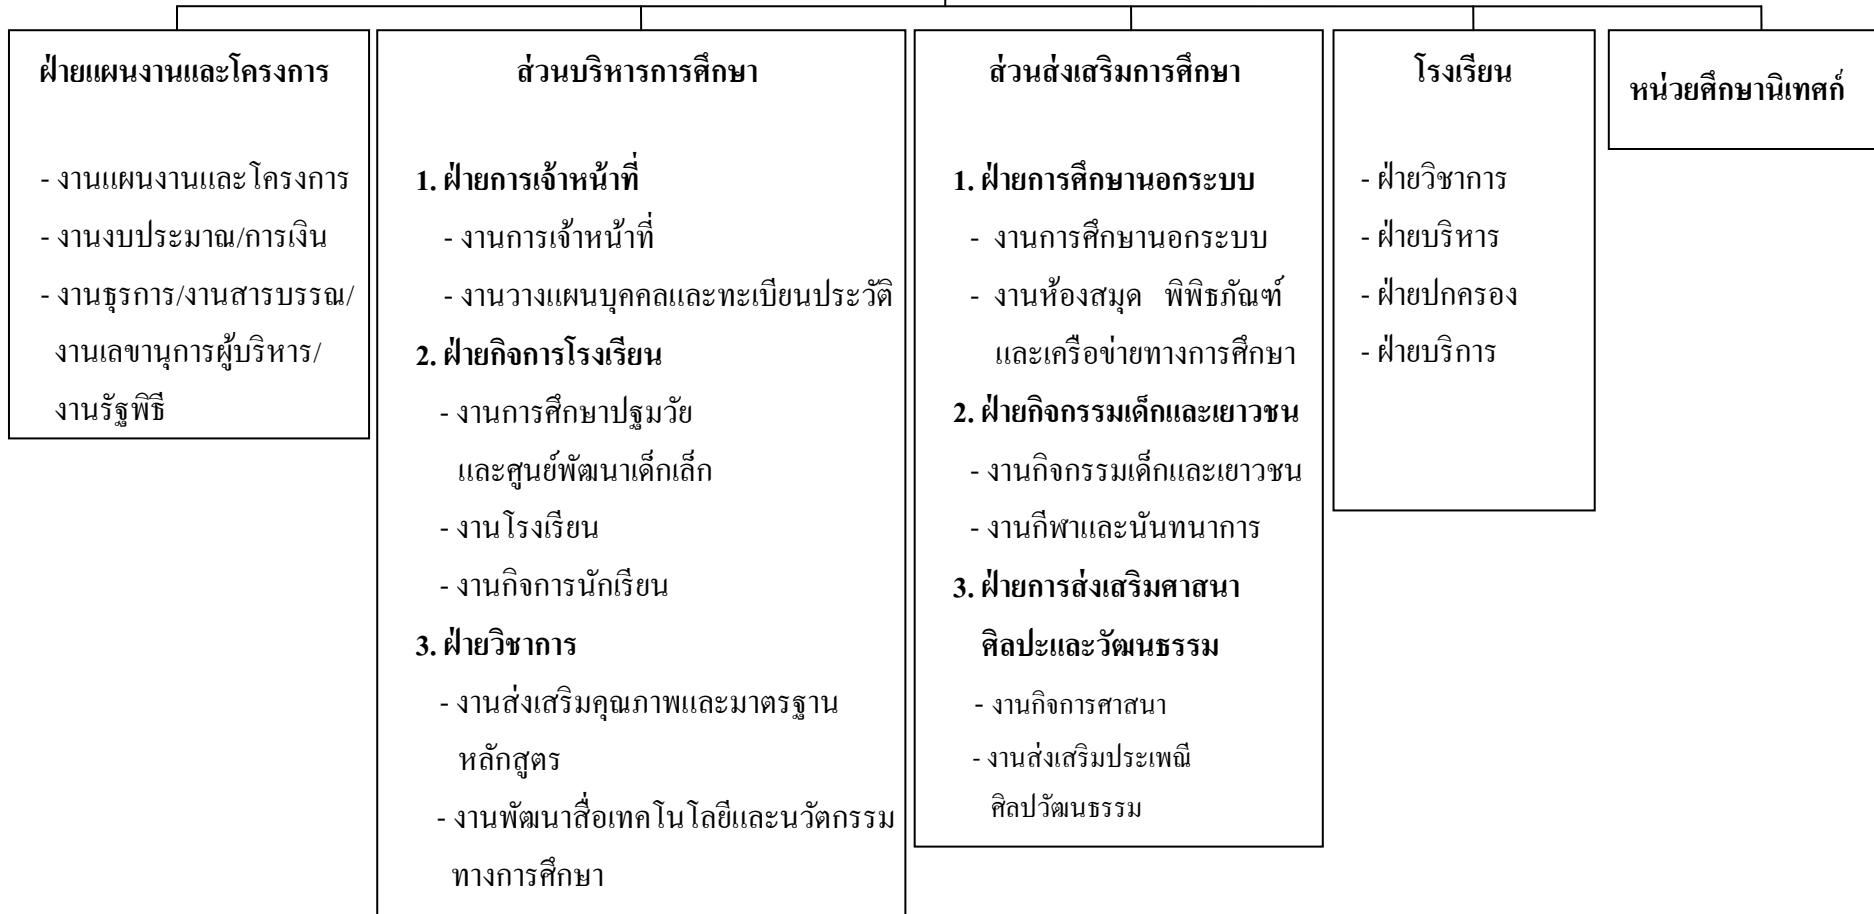 ฝ่ายแผนงานและโครงการ
- งานแผนงานและโครงการ
- งานงบประมาณ/การเงิน
- งานธุรการ/งานสารบรรณ/
งานเลขานุการผู้บริหาร/
งานรัฐพิธี
ส่วนบริหารการศึกษา
1. ฝ่ายการเจ้าหน้าที่
- งานการเจ้าหน้าที่
- งานวางแผนบุคคลและทะเบียนประวัติ
2. ฝ่ายกิจการโรงเรียน
- งานการศึกษาปฐมวัย
และศูนย์พัฒนาเด็กเล็ก
- งานโรงเรียน
- งานกิจการนักเรียน
3. ฝ่ายวิชาการ
- งานส่งเสริมคุณภาพและมาตรฐาน
หลักสูตร
- งานพัฒนาสื่อเทคโนโลยีและนวัตกรรม
ทางการศึกษา
ส่วนส่งเสริมการศึกษา
1. ฝ่ายการศึกษานอกระบบ
- งานการศึกษานอกระบบ
- งานห้องสมุด พิพิธภัณฑ์
และเครือข่ายทางการศึกษา
2. ฝ่ายกิจกรรมเด็กและเยาวชน
- งานกิจกรรมเด็กและเยาวชน
- งานกีฬาและนันทนาการ
3. ฝ่ายการส่งเสริมศาสนา
ศิลปะและวัฒนธรรม
- งานกิจการศาสนา
- งานส่งเสริมประเพณี
ศิลปวัฒนธรรม
โรงเรียน
- ฝ่ายวิชาการ
- ฝ่ายบริหาร
- ฝ่ายปกครอง
- ฝ่ายบริการ
หน่วยศึกษานิเทศก์